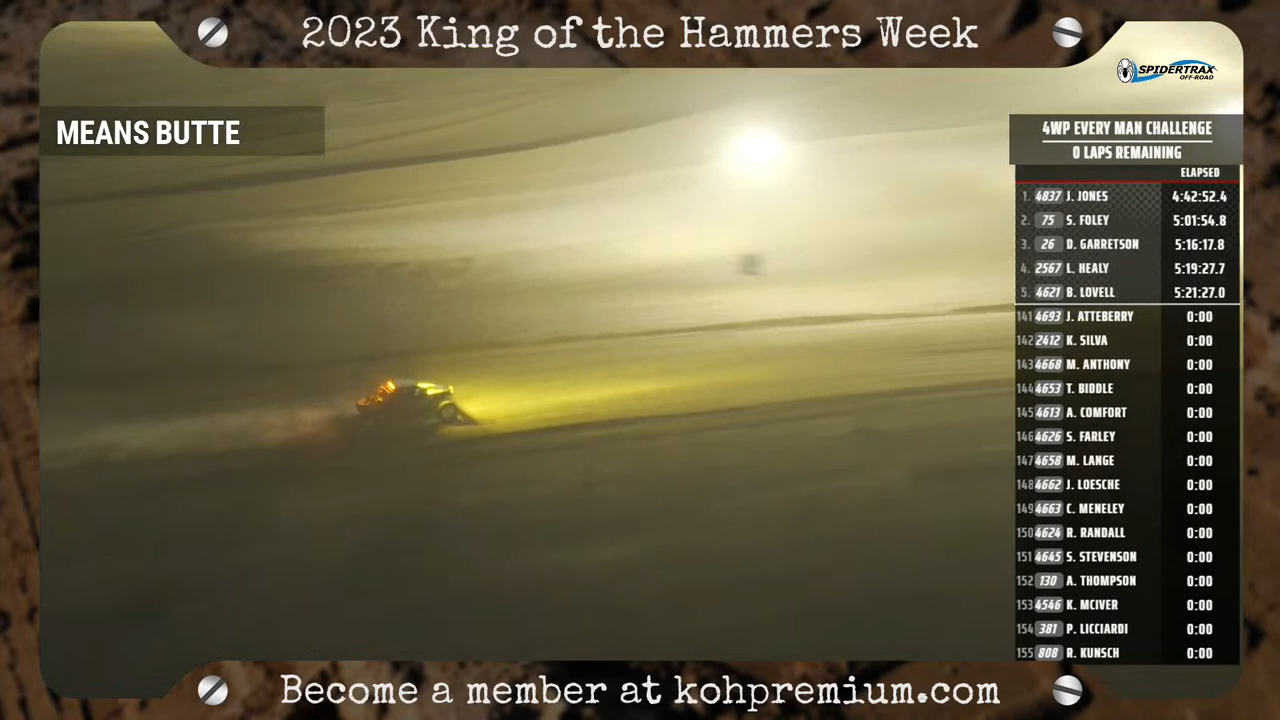 2023 King of the Hammers Week
SPIDERTRAX
OFF-ROAD
MEANS BUTTE
4WP EVERY MAN CHALLENGE
0 LAPS REMAINING
ELAPSED
1. 4837 J. JONES 4:42:52.4
2. 75 S. FOLEY 5:01:54.8
3. 26 D. GARRETSON 5:16:17.8
4. 2567 L. HEALY 5:19:27.7
5. 4621 B. LOVELL 5:21:27.0
141 4693 J. ATTEBERRY 0:00
142 2412 K. SILVA 0:00
143 4668 M. ANTHONY 0:00
144 4653 T. BIDDLE 0:00
145 4613 A. COMFORT 0:00
146 4626 S. FARLEY 0:00
147 4658 M. LANGE 0:00
148 4662 J. LOESCHE 0:00
149 4663 C. MENELEY 0:00
150 4624 R. RANDALL 0:00
151 4645 S. STEVENSON 0:00
152 130 A. THOMPSON 0:00
153 4546 K. MCIVER 0:00
154 381 P. LICCIARDI 0:00
155 808 R. KUNSCH 0:00
Become a member at kohpremium.com